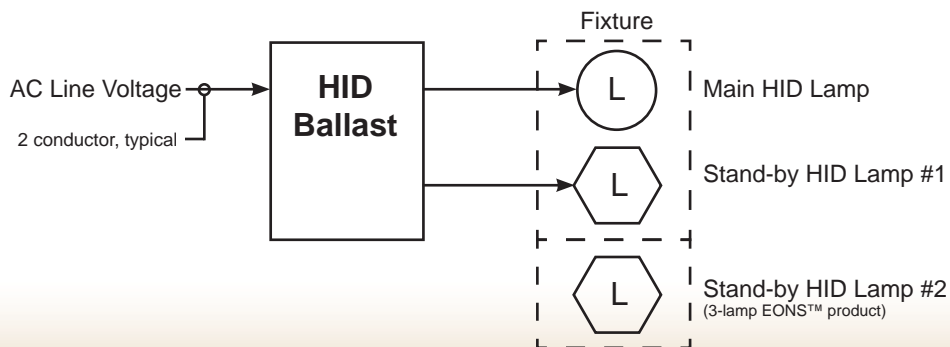 Fixture
AC Line Voltage
2 conductor, typical
HID
Ballast
L
Main HID Lamp
L
Stand-by HID Lamp #1
L
Stand-by HID Lamp #2
(3-lamp EONS™ product)